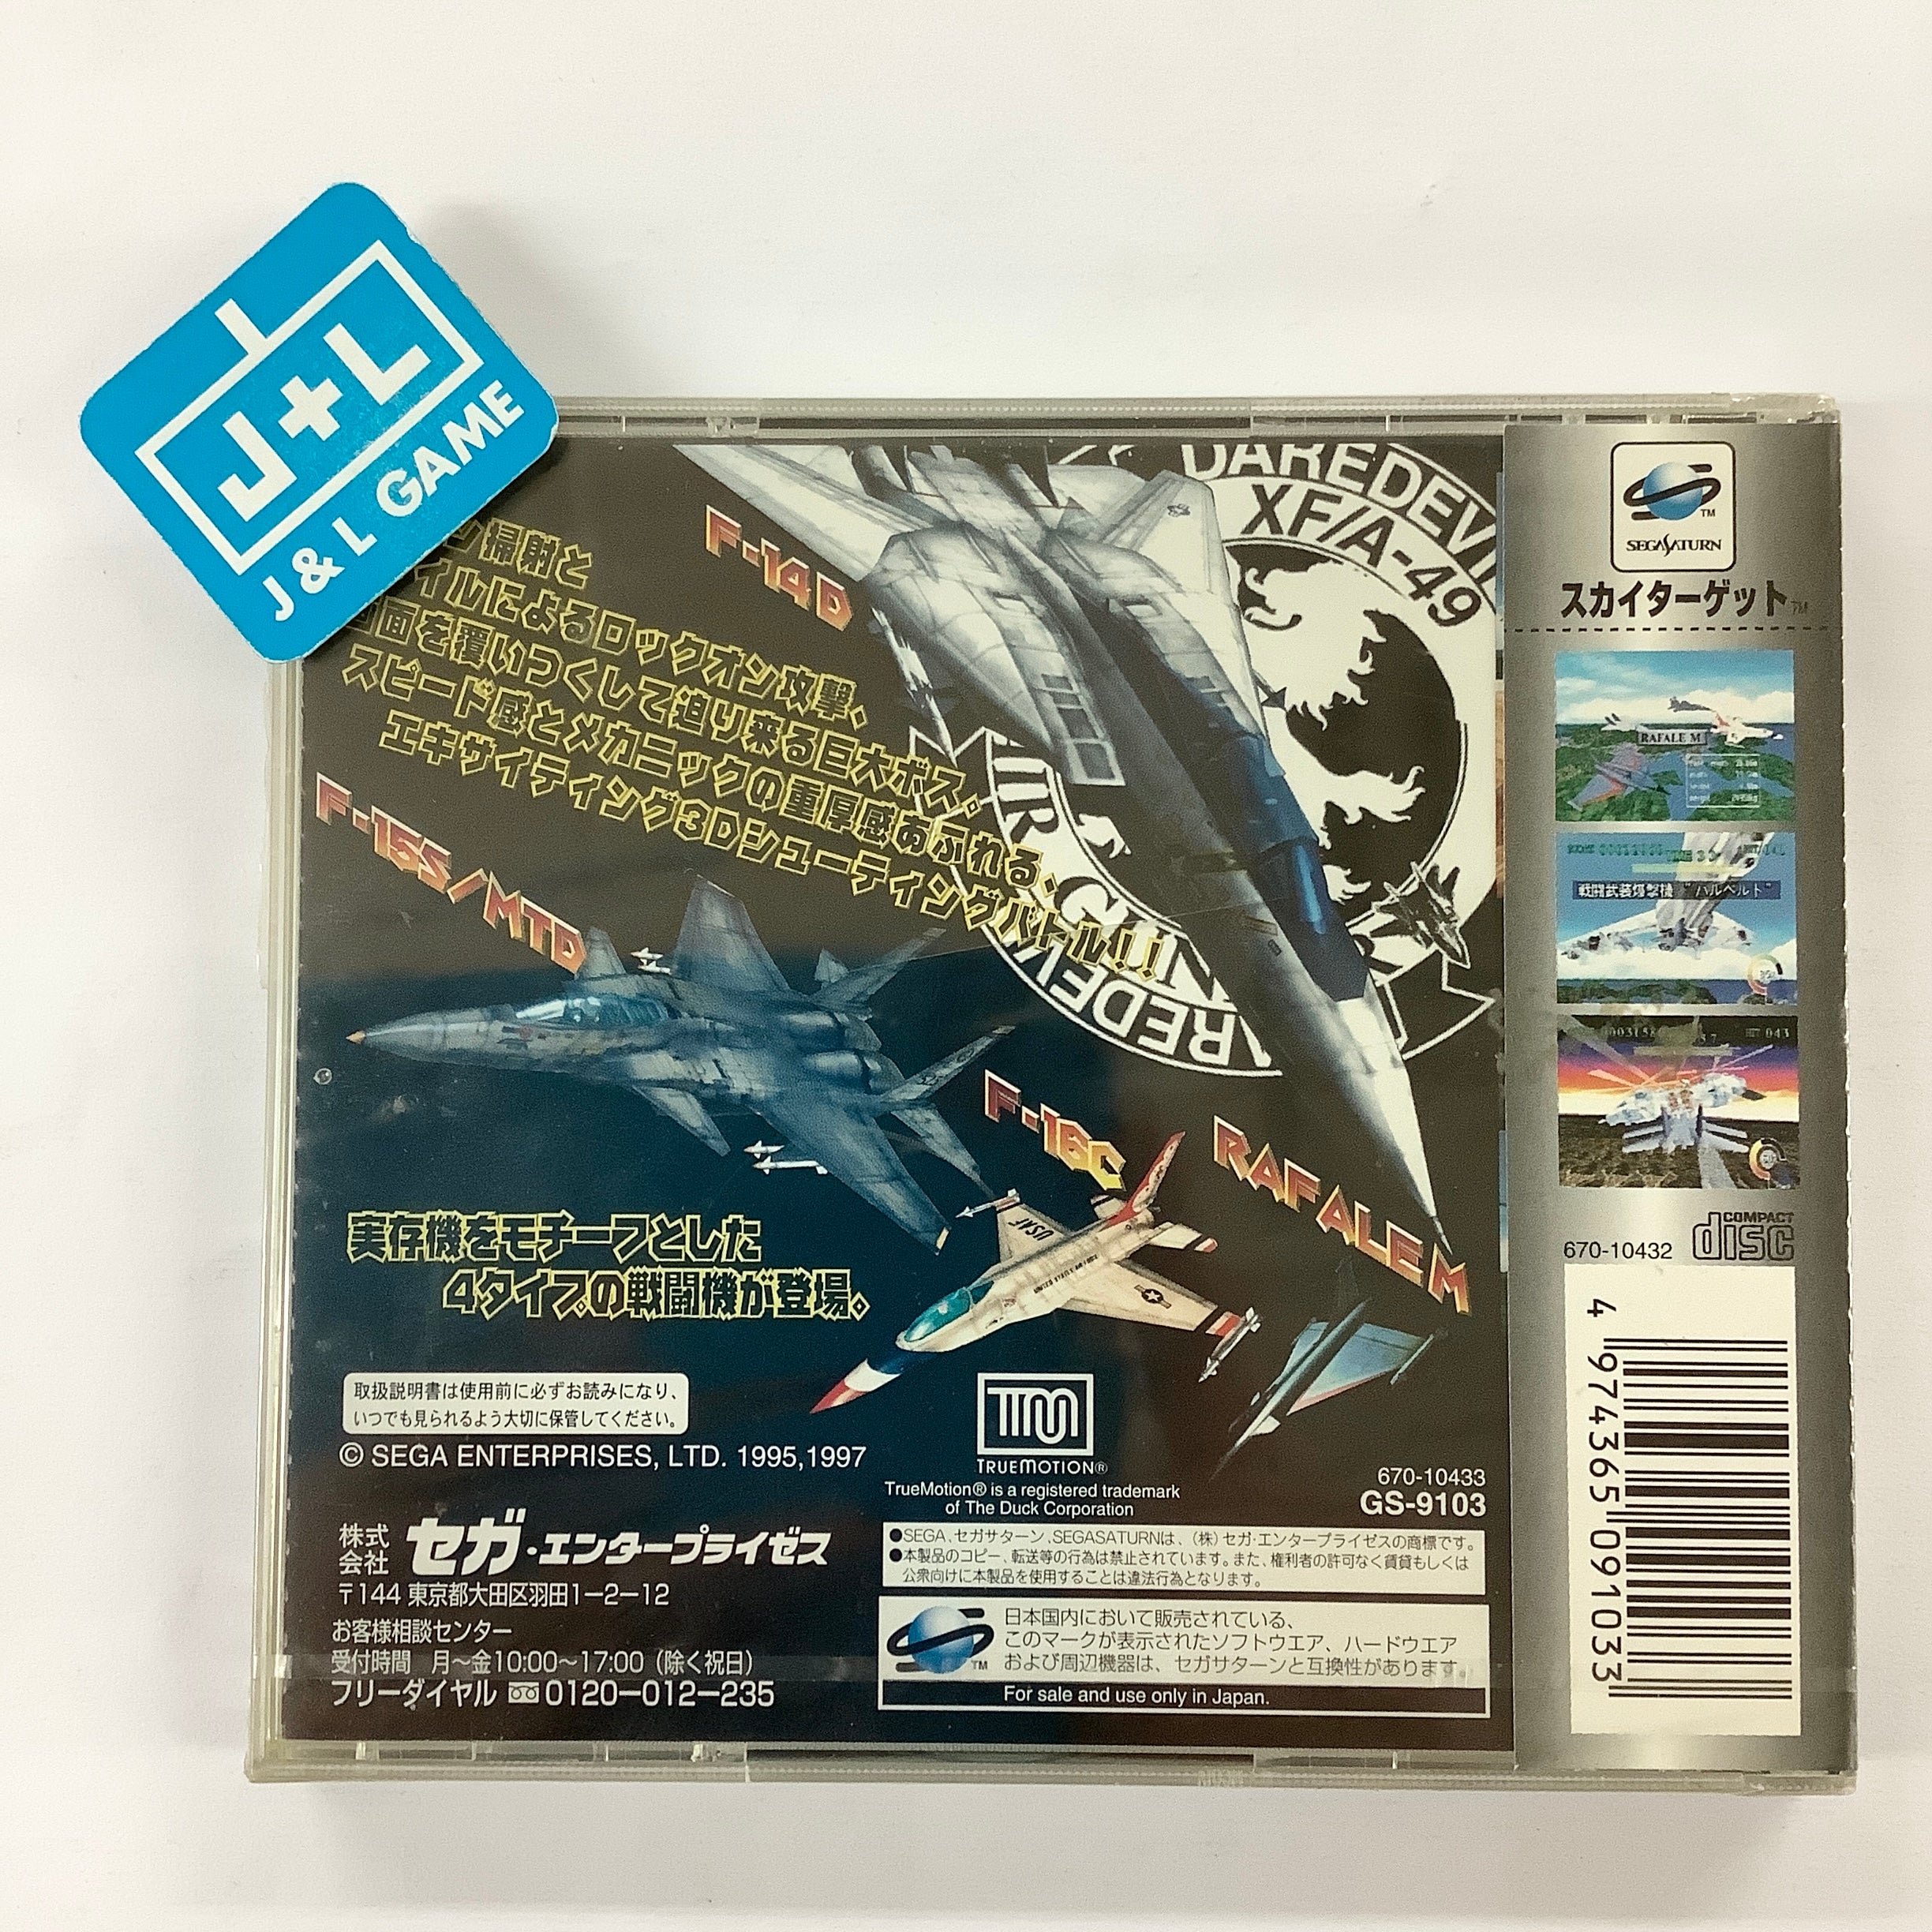 J+L
J & L GAME
掃射と
イルによるロックオン攻撃、
面を覆いつくして迫り来る巨大ボス。
スピード感とメカニックの重厚感あふれる、
エキサイティング3Dシューティングバトル!!
F-14D
F-15S/MTD
F-16C
RAFALE M
DAREDEVI
XF/A-49
実存機をモチーフとした
4タイプの戦闘機が登場。
取扱説明書は使用前に必ずお読みになり、
いつでも見られるよう大切に保管してください。
© SEGA ENTERPRISES, LTD. 1995,1997
株式会社 セガ・エンタープライゼス
〒144 東京都大田区羽田1−2−12
お客様相談センター
受付時間 月〜金10:00〜17:00（除く祝日）
フリーダイヤル 0120−012−235
TRUEMOTION®
TrueMotion® is a registered trademark
of The Duck Corporation
670-10433
GS-9103
●SEGA、セガサターン、SEGASATURNは、（株）セガ・エンタープライゼスの商標です。
●本製品のコピー、転送等の行為は禁止されています。また、権利者の許可なく賃貸もしくは
公衆向けに本製品を使用することは違法行為となります。
TM
日本国内において販売されている、
このマークが表示されたソフトウエア、ハードウエア
および周辺機器は、セガサターンと互換性があります。
For sale and use only in Japan.
TM
SEGA SATURN
スカイターゲット TM
RAFALE M
戦闘武装爆撃機 "ハルベルト"
670-10432
COMPACT disc
4 974365 091033